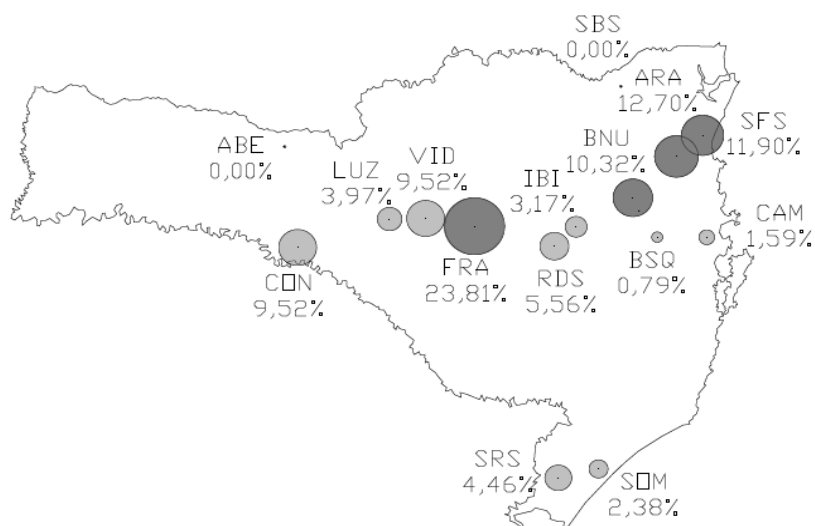 SBS
0,00%
ARA
12,70%
SFS
11,90%
BNU
10,32%
ABE
0,00%
LUZ
3,97%
VID
9,52%
IBI
3,17%
CAM
1,59%
FRA
23,81%
RDS
5,56%
BSQ
0,79%
C□N
9,52%
SRS
4,46%
S□M
2,38%